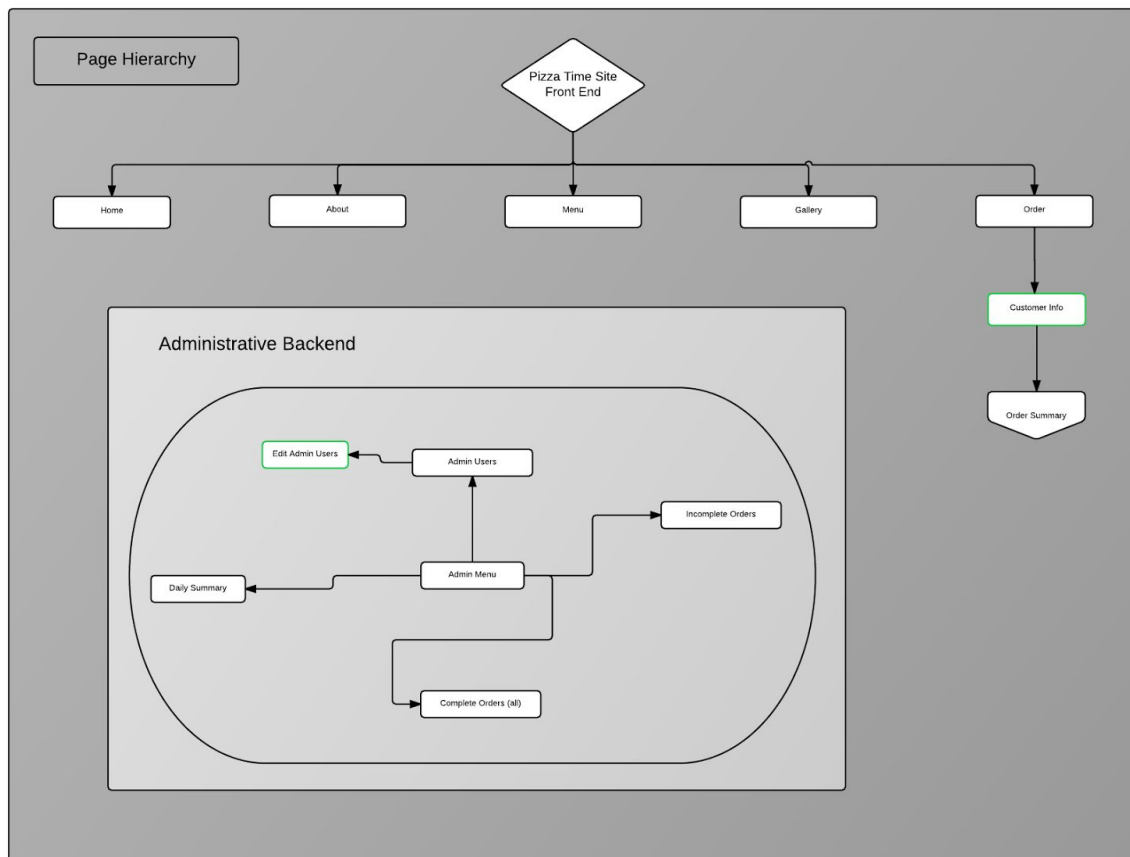 Page Hierarchy
Pizza Time Site
Front End
Home
About
Menu
Gallery
Order
Customer Info
Order Summary
Administrative Backend
Edit Admin Users
Admin Users
Incomplete Orders
Admin Menu
Daily Summary
Complete Orders (all)